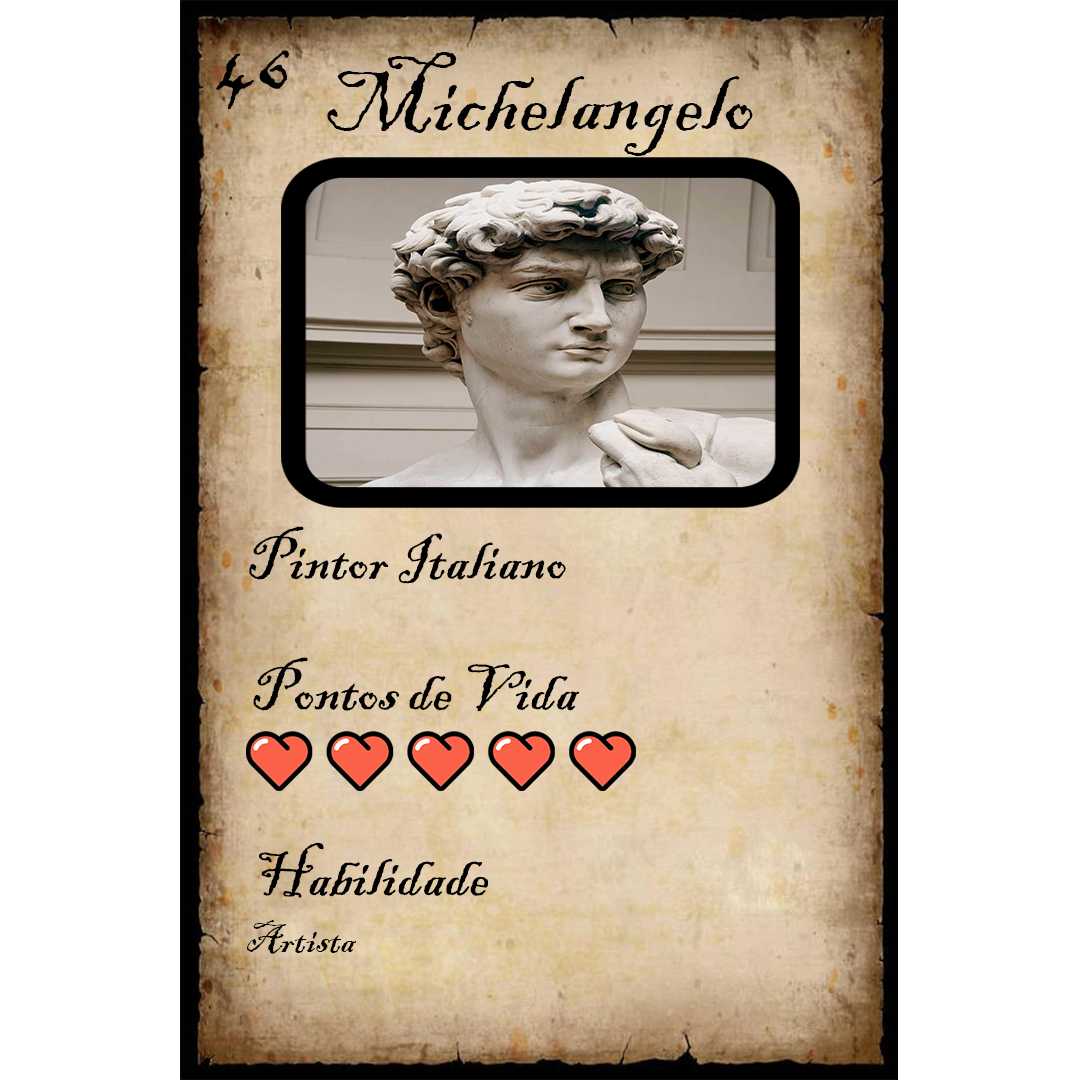 46
Michelangelo
Pintor Italiano
Pontos de Vida
Habilidade
Artista